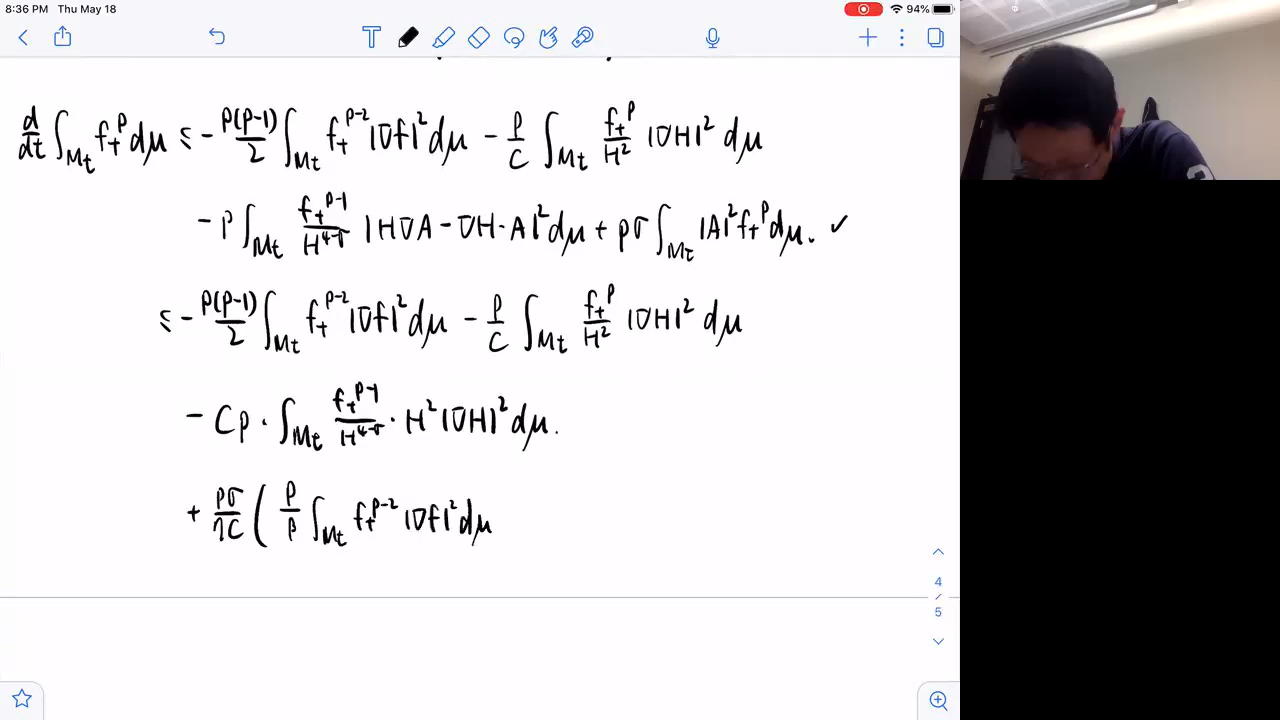 8:36 PM Thu May 18
94%
T
d/dt ∫_{M_t} f_+^p dμ ≤ - p(p-1)/2 ∫_{M_t} f_+^{p-2} |∇f|² dμ - p/C ∫_{M_t} f_+^p/H² |∇H|² dμ
- p ∫_{M_t} f_+^{p-1}/H^{4-σ} |H∇A - ∇H·A|² dμ + pσ ∫_{M_t} |A|² f_+^p dμ. ✓
≤ - p(p-1)/2 ∫_{M_t} f_+^{p-2} |∇f|² dμ - p/C ∫_{M_t} f_+^p/H² |∇H|² dμ
- Cp · ∫_{M_t} f_+^{p-1}/H^{4-σ} · H² |∇H|² dμ.
+ pσ/ηC ( p/β ∫_{M_t} f_+^{p-2} |∇f|² dμ
4
/
5